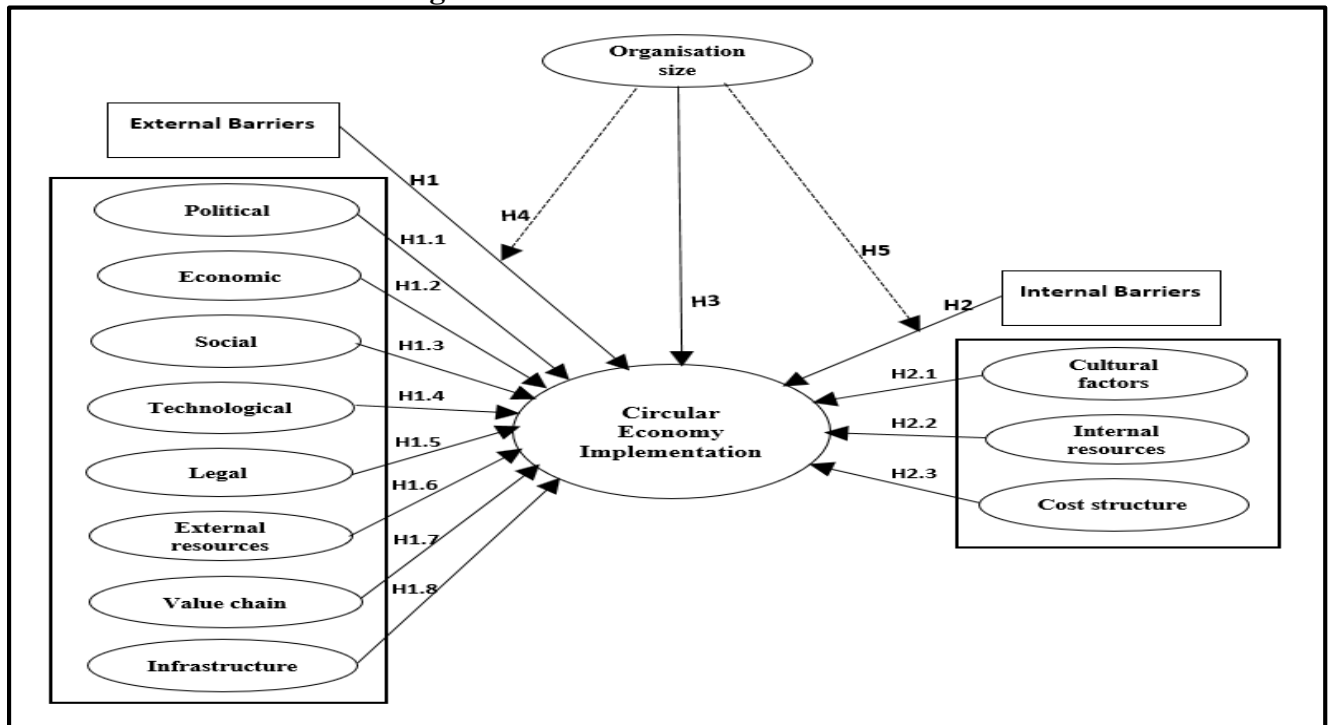 Organisation
size
External Barriers
H1
H4
Political
H1.1
H5
Economic
H1.2
Internal Barriers
H3
H2
Social
H1.3
Cultural
factors
H2.1
Technological
H1.4
Circular
Economy
Implementation
H2.2
Internal
resources
Legal
H1.5
H2.3
H1.6
Cost structure
External
resources
H1.7
Value chain
H1.8
Infrastructure